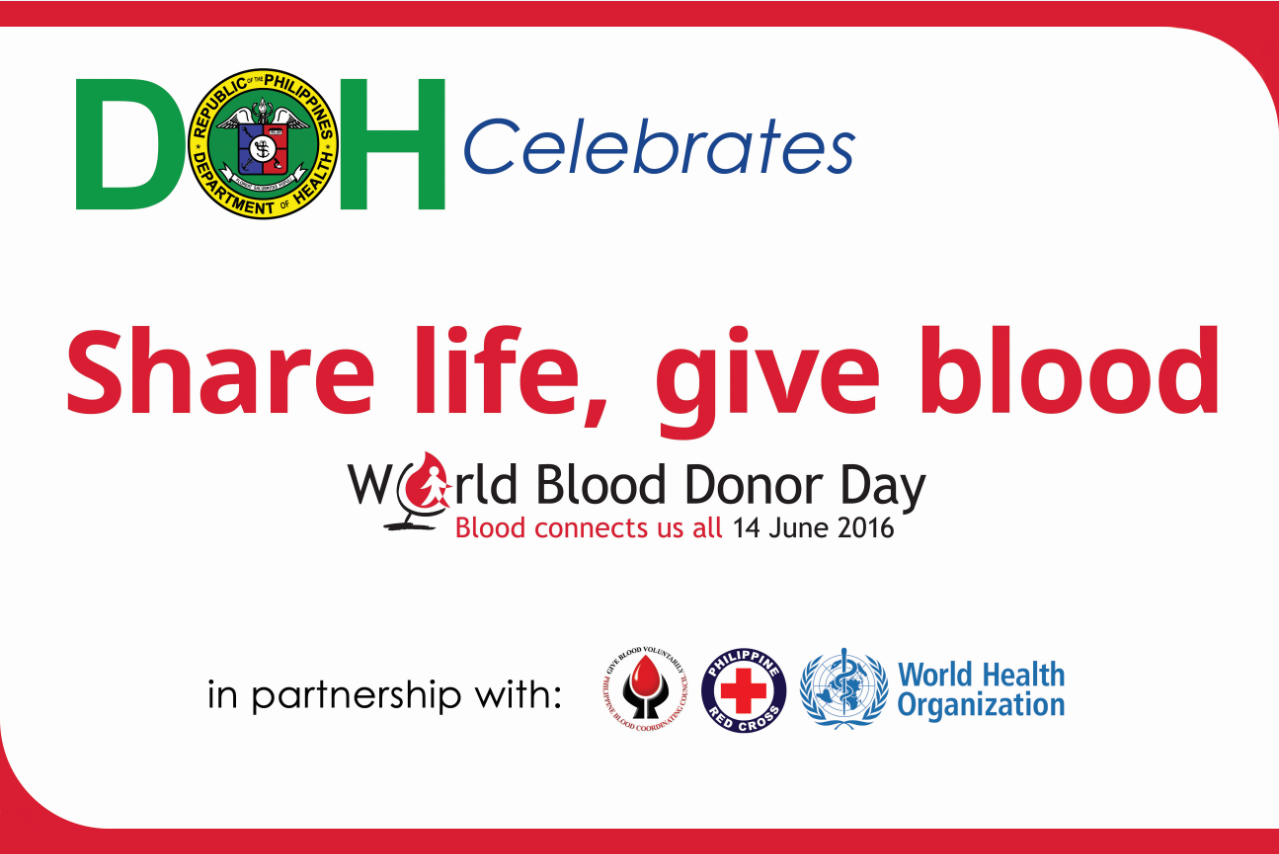 DOH Celebrates
REPUBLIC OF THE PHILIPPINES
DEPARTMENT OF HEALTH
Share life, give blood
World Blood Donor Day
Blood connects us all 14 June 2016
in partnership with:
GIVE BLOOD VOLUNTARILY
PHILIPPINE BLOOD COORDINATING COUNCIL
PHILIPPINE
RED CROSS
World Health
Organization